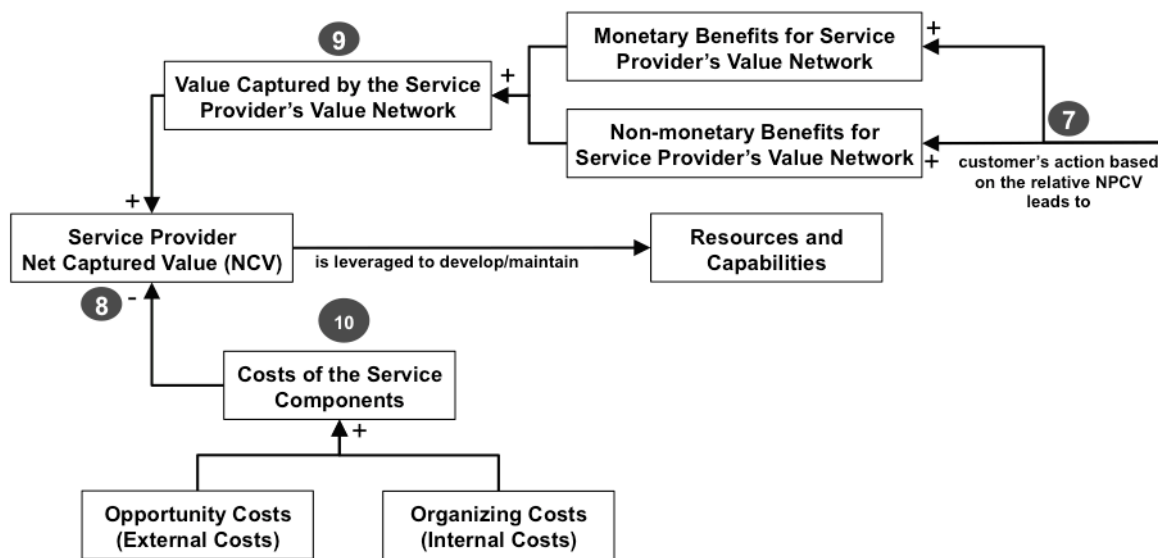 9
Monetary Benefits for Service
Provider's Value Network
+
Value Captured by the Service
Provider's Value Network
+
7
Non-monetary Benefits for
Service Provider's Value Network
+
customer's action based
on the relative NPCV
leads to
+
Service Provider
Net Captured Value (NCV)
is leveraged to develop/maintain
Resources and
Capabilities
8
-
10
Costs of the Service
Components
+
Opportunity Costs
(External Costs)
Organizing Costs
(Internal Costs)